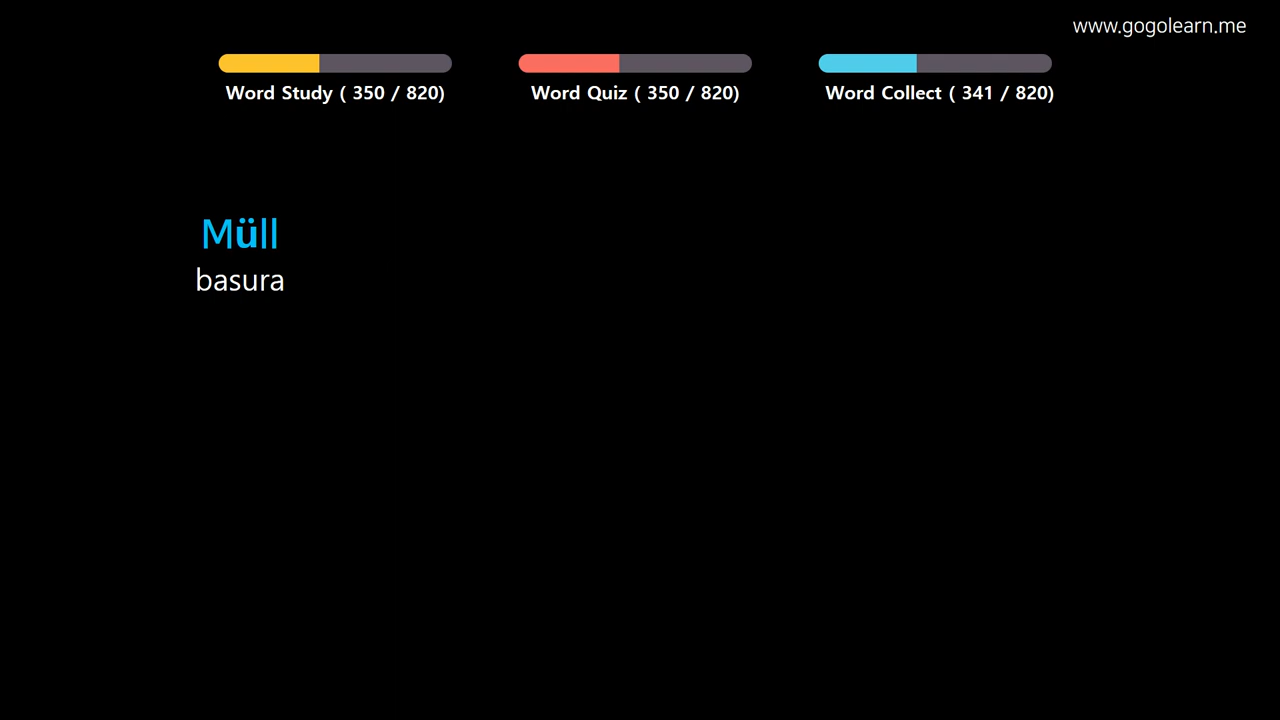 www.gogolearn.me
Word Study ( 350 / 820)
Word Quiz ( 350 / 820)
Word Collect ( 341 / 820)
Müll
basura